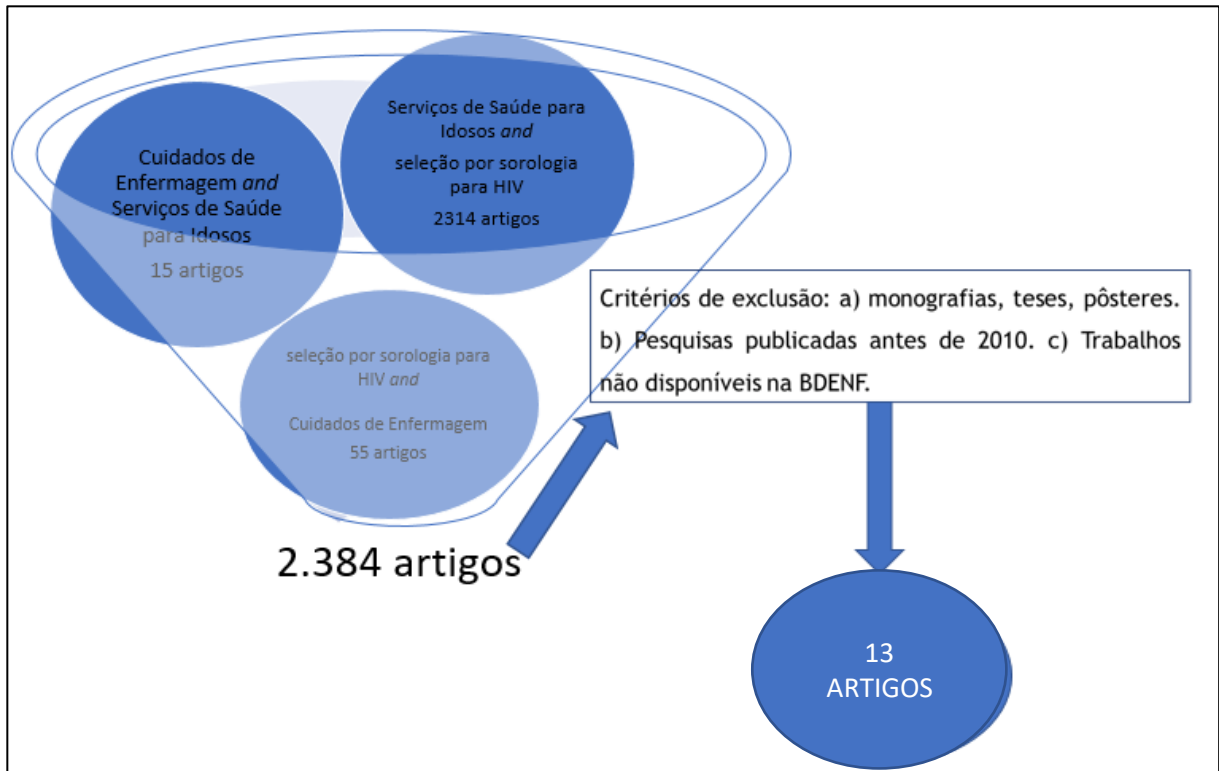 Cuidados de
Enfermagem and
Serviços de Saúde
para Idosos
15 artigos
Serviços de Saúde para
Idosos and
seleção por sorologia
para HIV
2314 artigos
seleção por sorologia para
HIV and
Cuidados de Enfermagem
55 artigos
2.384 artigos
Critérios de exclusão: a) monografias, teses, pôsteres.
b) Pesquisas publicadas antes de 2010. c) Trabalhos
não disponíveis na BDENF.
13
ARTIGOS